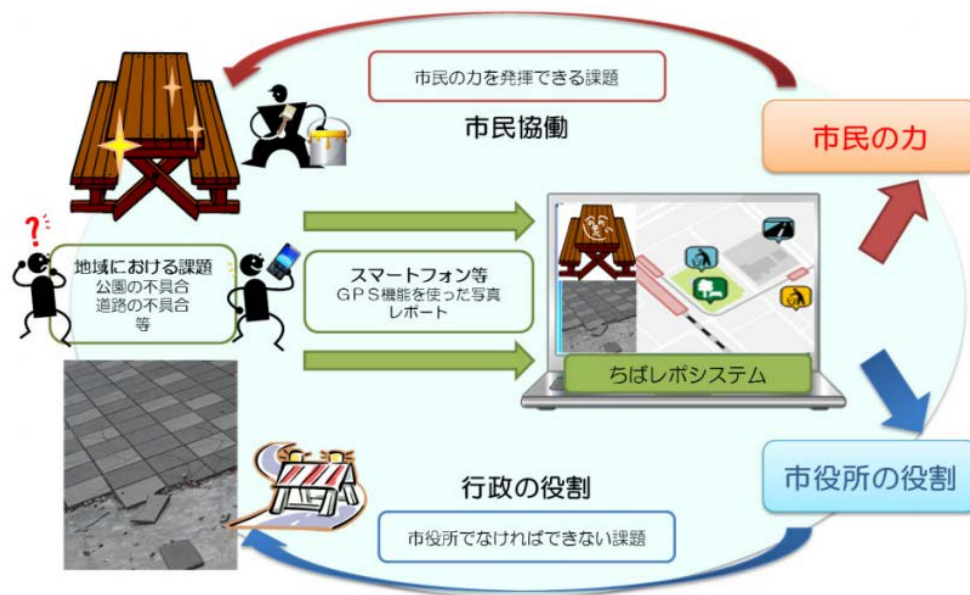 市民の力を発揮できる課題
市民協働
市民の力
?
地域における課題
公園の不具合
道路の不具合
等
スマートフォン等
GPS機能を使った写真
レポート
ちばレポシステム
行政の役割
市役所の役割
市役所でなければできない課題